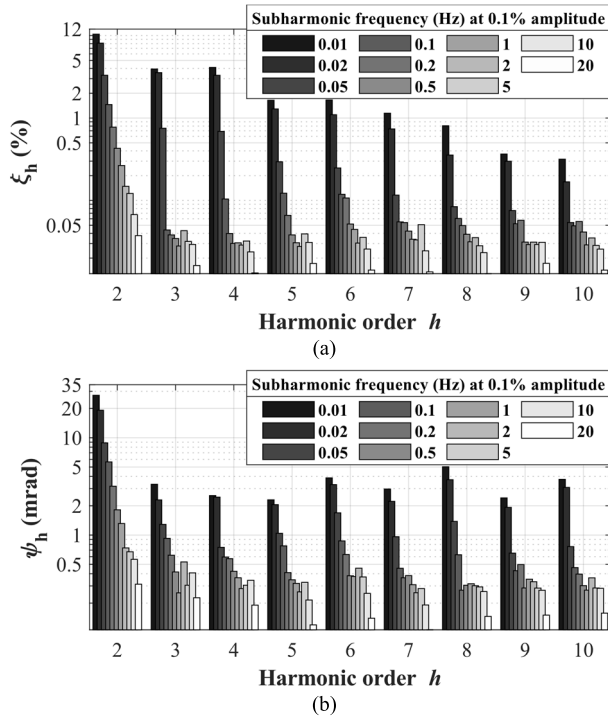 12
5
2
1
0.5
0.05
ξh (%)
Subharmonic frequency (Hz) at 0.1% amplitude
0.01 0.1 1 10
0.02 0.2 2 20
0.05 0.5 5
2 3 4 5 6 7 8 9 10
Harmonic order h
(a)
35
20
10
5
2
1
0.5
ψh (mrad)
Subharmonic frequency (Hz) at 0.1% amplitude
0.01 0.1 1 10
0.02 0.2 2 20
0.05 0.5 5
2 3 4 5 6 7 8 9 10
Harmonic order h
(b)